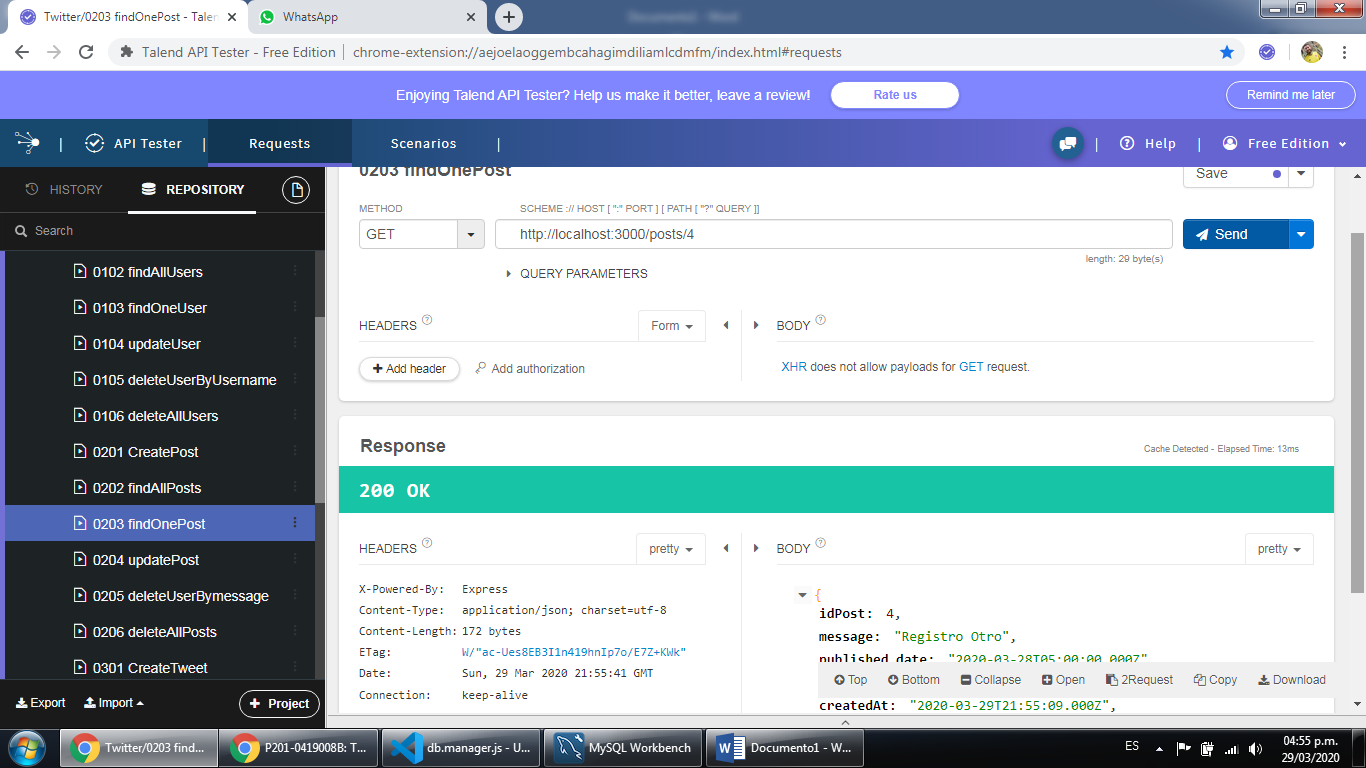 Twitter/0203 findOnePost - Talen
WhatsApp
Documento1 - Word
Talend API Tester - Free Edition
chrome-extension://aejoelaoggembcahagimdiliamlcdmfm/index.html#requests
Enjoying Talend API Tester? Help us make it better, leave a review!
Rate us
Remind me later
API Tester
Requests
Scenarios
Help
Free Edition
HISTORY
REPOSITORY
Search
0102 findAllUsers
0103 findOneUser
0104 updateUser
0105 deleteUserByUsername
0106 deleteAllUsers
0201 CreatePost
0202 findAllPosts
0203 findOnePost
0204 updatePost
0205 deleteUserBymessage
0206 deleteAllPosts
0301 CreateTweet
Export
Import
Project
0203 findOnePost
Save
METHOD
SCHEME :// HOST [ ":" PORT ] [ PATH [ "?" QUERY ]]
GET
http://localhost:3000/posts/4
Send
length: 29 byte(s)
QUERY PARAMETERS
HEADERS
Form
BODY
Add header
Add authorization
XHR does not allow payloads for GET request.
Response
Cache Detected - Elapsed Time: 13ms
200 OK
HEADERS
pretty
BODY
pretty
X-Powered-By: Express
Content-Type: application/json; charset=utf-8
Content-Length: 172 bytes
ETag: W/"ac-Ues8EB3I1n419hnIp7o/E7Z+KWk"
Date: Sun, 29 Mar 2020 21:55:41 GMT
Connection: keep-alive
{
idPost: 4,
message: "Registro Otro",
published_date: "2020-03-28T05:00:00.000Z",
Top
Bottom
Collapse
Open
2Request
Copy
Download
createdAt: "2020-03-29T21:55:09.000Z",
Twitter/0203 find...
P201-0419008B: T...
db.manager.js - U...
MySQL Workbench
Documento1 - W...
ES
04:55 p.m.
29/03/2020